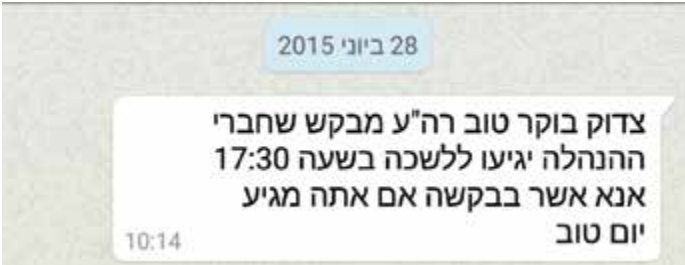 28 ביוני 2015
צדוק בוקר טוב רה"ע מבקש שחברי
ההנהלה יגיעו ללשכה בשעה 17:30
אנא אשר בבקשה אם אתה מגיע
יום טוב
10:14